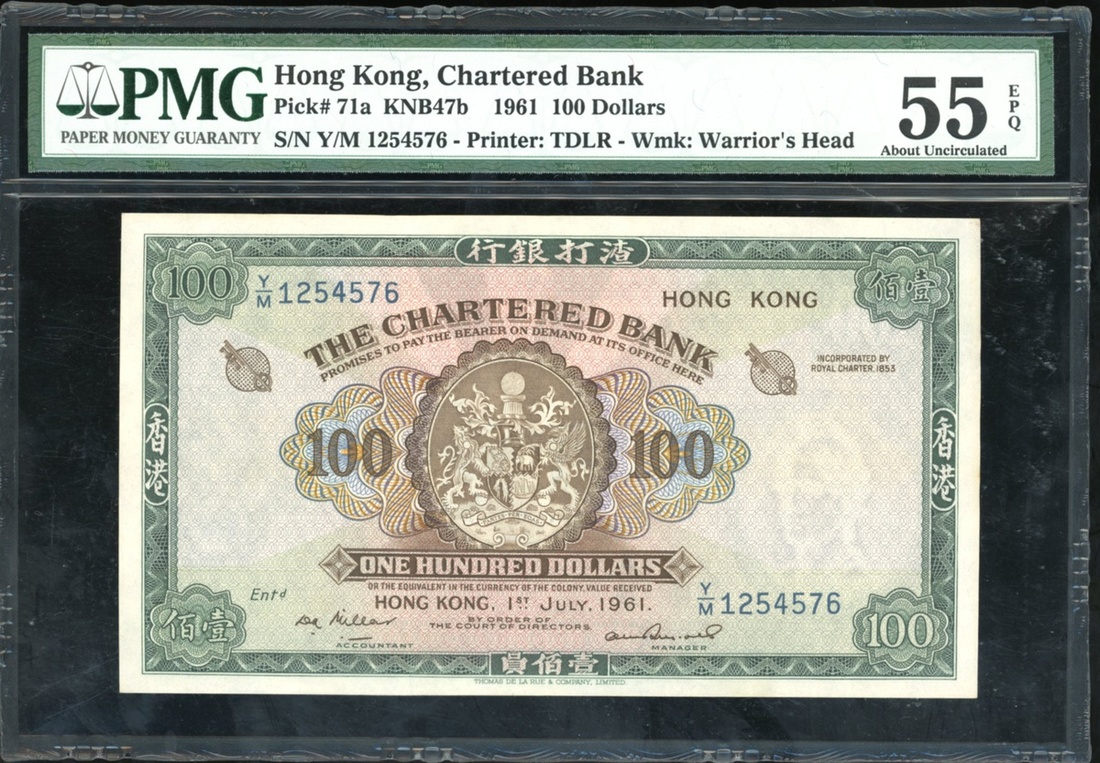 PMG
PAPER MONEY GUARANTY
Hong Kong, Chartered Bank
Pick# 71a KNB47b 1961 100 Dollars
S/N Y/M 1254576 - Printer: TDLR - Wmk: Warrior's Head
55
EPQ
About Uncirculated
行銀打渣
100
Y/M 1254576
HONG KONG
佰壹
THE CHARTERED BANK
PROMISES TO PAY THE BEARER ON DEMAND AT ITS OFFICE HERE
INCORPORATED BY
ROYAL CHARTER. 1853
香港
100
100
香港
ONE HUNDRED DOLLARS
OR THE EQUIVALENT IN THE CURRENCY OF THE COLONY, VALUE RECEIVED
Entd
HONG KONG, 1ST JULY, 1961.
Y/M 1254576
BY ORDER OF
THE COURT OF DIRECTORS.
佰壹
ACCOUNTANT
MANAGER
100
員佰壹
THOMAS DE LA RUE & COMPANY, LIMITED.